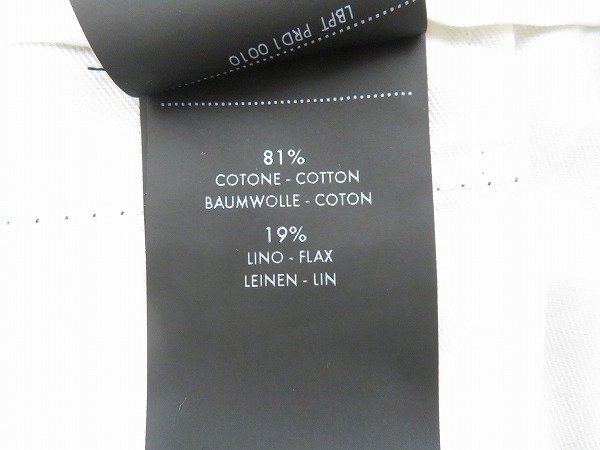 LBPT PRD1 0010
81%
COTONE - COTTON
BAUMWOLLE - COTON
19%
LINO - FLAX
LEINEN - LIN